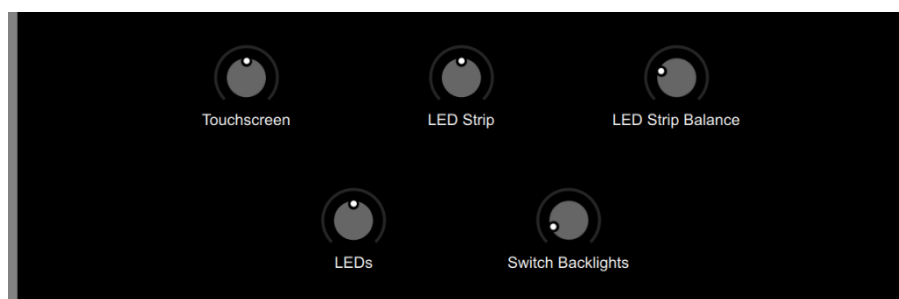 Touchscreen
LED Strip
LED Strip Balance
LEDs
Switch Backlights